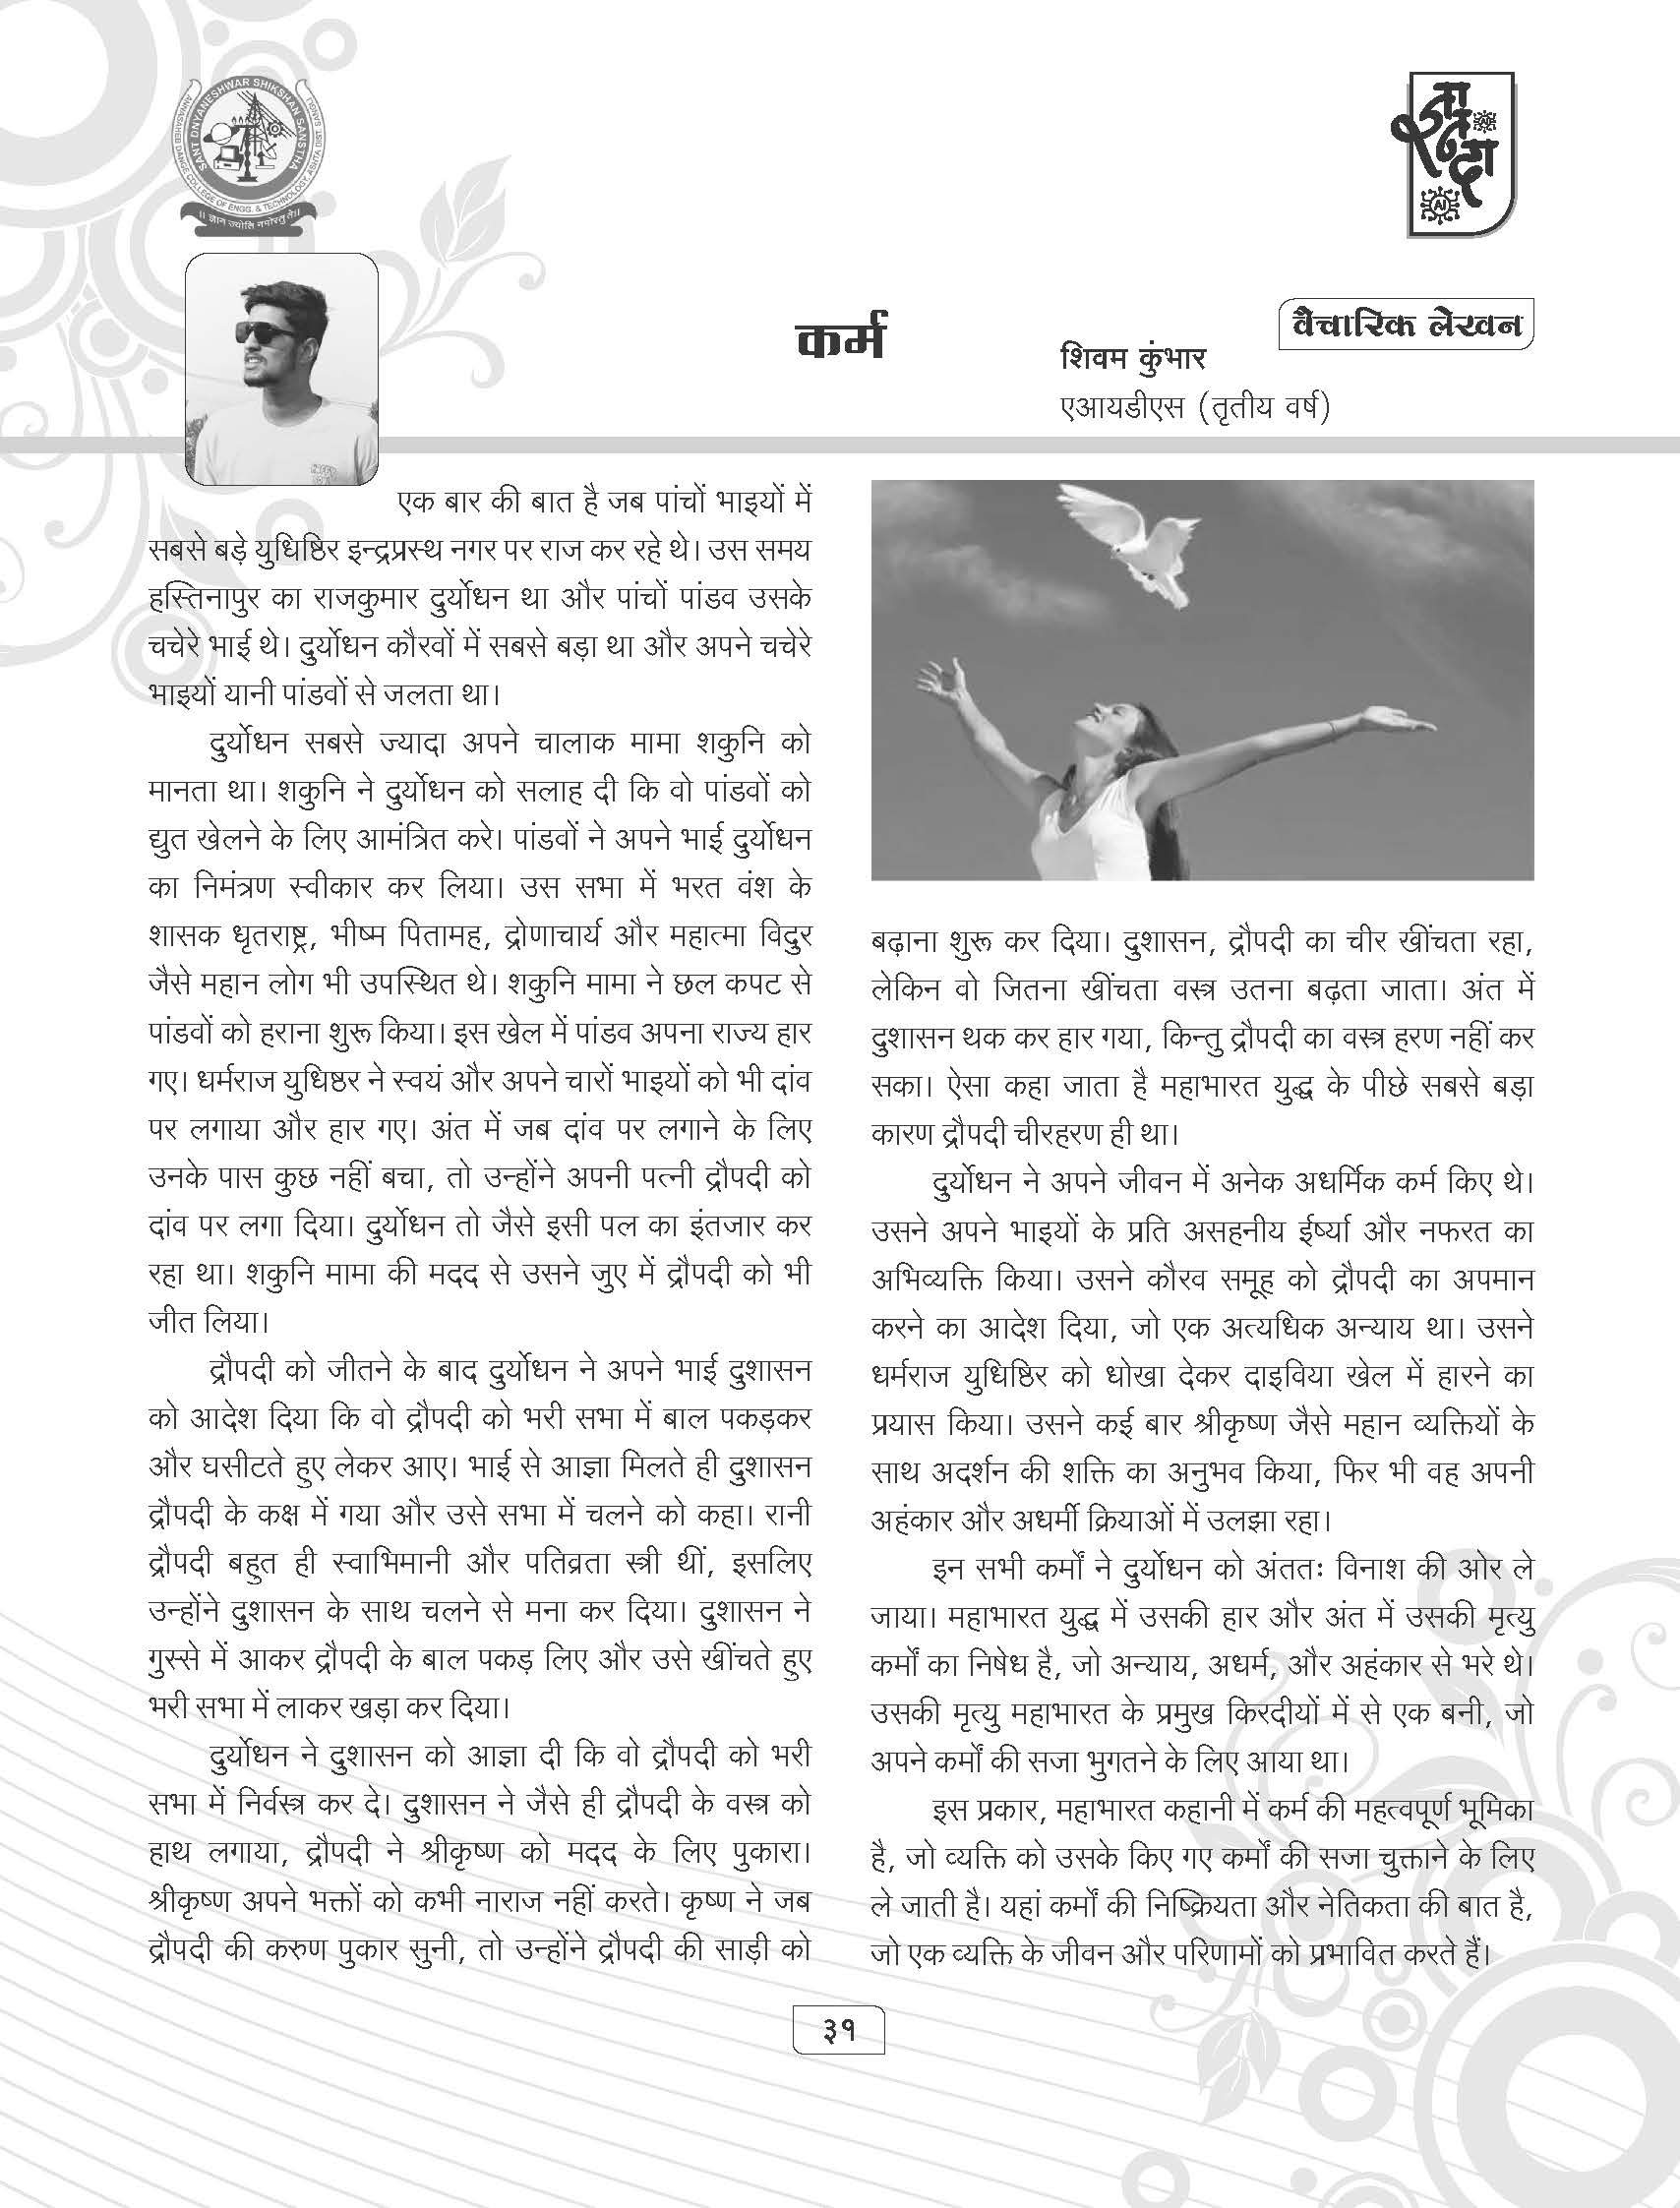 SANT DNYANESHWAR SHIKSHAN SANSTHA
ANNASAHEB DANGE COLLEGE OF ENGG. & TECHNOLOGY, ASHTA DIST. SANGLI
AI
AI
वैचारिक लेखन
कर्म
शिवम कुंभार
एआयडीएस (तृतीय वर्ष)
एक बार की बात है जब पांचों भाइयों में
सबसे बड़े युधिष्ठिर इन्द्रप्रस्थ नगर पर राज कर रहे थे। उस समय
हस्तिनापुर का राजकुमार दुर्योधन था और पांचों पांडव उसके
चचेरे भाई थे। दुर्योधन कौरवों में सबसे बड़ा था और अपने चचेरे
भाइयों यानी पांडवों से जलता था।
दुर्योधन सबसे ज्यादा अपने चालाक मामा शकुनि को
मानता था। शकुनि ने दुर्योधन को सलाह दी कि वो पांडवों को
द्युत खेलने के लिए आमंत्रित करे। पांडवों ने अपने भाई दुर्योधन
का निमंत्रण स्वीकार कर लिया। उस सभा में भरत वंश के
शासक धृतराष्ट्र, भीष्म पितामह, द्रोणाचार्य और महात्मा विदुर
जैसे महान लोग भी उपस्थित थे। शकुनि मामा ने छल कपट से
पांडवों को हराना शुरू किया। इस खेल में पांडव अपना राज्य हार
गए। धर्मराज युधिष्ठर ने स्वयं और अपने चारों भाइयों को भी दांव
पर लगाया और हार गए। अंत में जब दांव पर लगाने के लिए
उनके पास कुछ नहीं बचा, तो उन्होंने अपनी पत्नी द्रौपदी को
दांव पर लगा दिया। दुर्योधन तो जैसे इसी पल का इंतजार कर
रहा था। शकुनि मामा की मदद से उसने जुए में द्रौपदी को भी
जीत लिया।
द्रौपदी को जीतने के बाद दुर्योधन ने अपने भाई दुशासन
को आदेश दिया कि वो द्रौपदी को भरी सभा में बाल पकड़कर
और घसीटते हुए लेकर आए। भाई से आज्ञा मिलते ही दुशासन
द्रौपदी के कक्ष में गया और उसे सभा में चलने को कहा। रानी
द्रौपदी बहुत ही स्वाभिमानी और पतिव्रता स्त्री थीं, इसलिए
उन्होंने दुशासन के साथ चलने से मना कर दिया। दुशासन ने
गुस्से में आकर द्रौपदी के बाल पकड़ लिए और उसे खींचते हुए
भरी सभा में लाकर खड़ा कर दिया।
दुर्योधन ने दुशासन को आज्ञा दी कि वो द्रौपदी को भरी
सभा में निर्वस्त्र कर दे। दुशासन ने जैसे ही द्रौपदी के वस्त्र को
हाथ लगाया, द्रौपदी ने श्रीकृष्ण को मदद के लिए पुकारा।
श्रीकृष्ण अपने भक्तों को कभी नाराज नहीं करते। कृष्ण ने जब
द्रौपदी की करुण पुकार सुनी, तो उन्होंने द्रौपदी की साड़ी को
बढ़ाना शुरू कर दिया। दुशासन, द्रौपदी का चीर खींचता रहा,
लेकिन वो जितना खींचता वस्त्र उतना बढ़ता जाता। अंत में
दुशासन थक कर हार गया, किन्तु द्रौपदी का वस्त्र हरण नहीं कर
सका। ऐसा कहा जाता है महाभारत युद्ध के पीछे सबसे बड़ा
कारण द्रौपदी चीरहरण ही था।
दुर्योधन ने अपने जीवन में अनेक अधर्मिक कर्म किए थे।
उसने अपने भाइयों के प्रति असहनीय ईर्ष्या और नफरत का
अभिव्यक्ति किया। उसने कौरव समूह को द्रौपदी का अपमान
करने का आदेश दिया, जो एक अत्यधिक अन्याय था। उसने
धर्मराज युधिष्ठिर को धोखा देकर दाइविया खेल में हारने का
प्रयास किया। उसने कई बार श्रीकृष्ण जैसे महान व्यक्तियों के
साथ अदर्शन की शक्ति का अनुभव किया, फिर भी वह अपनी
अहंकार और अधर्मी क्रियाओं में उलझा रहा।
इन सभी कर्मों ने दुर्योधन को अंततः विनाश की ओर ले
जाया। महाभारत युद्ध में उसकी हार और अंत में उसकी मृत्यु
कर्मों का निषेध है, जो अन्याय, अधर्म, और अहंकार से भरे थे।
उसकी मृत्यु महाभारत के प्रमुख किरदीयों में से एक बनी, जो
अपने कर्मों की सजा भुगतने के लिए आया था।
इस प्रकार, महाभारत कहानी में कर्म की महत्वपूर्ण भूमिका
है, जो व्यक्ति को उसके किए गए कर्मों की सजा चुक्ताने के लिए
ले जाती है। यहां कर्मों की निष्क्रियता और नेतिकता की बात है,
जो एक व्यक्ति के जीवन और परिणामों को प्रभावित करते हैं।
३१